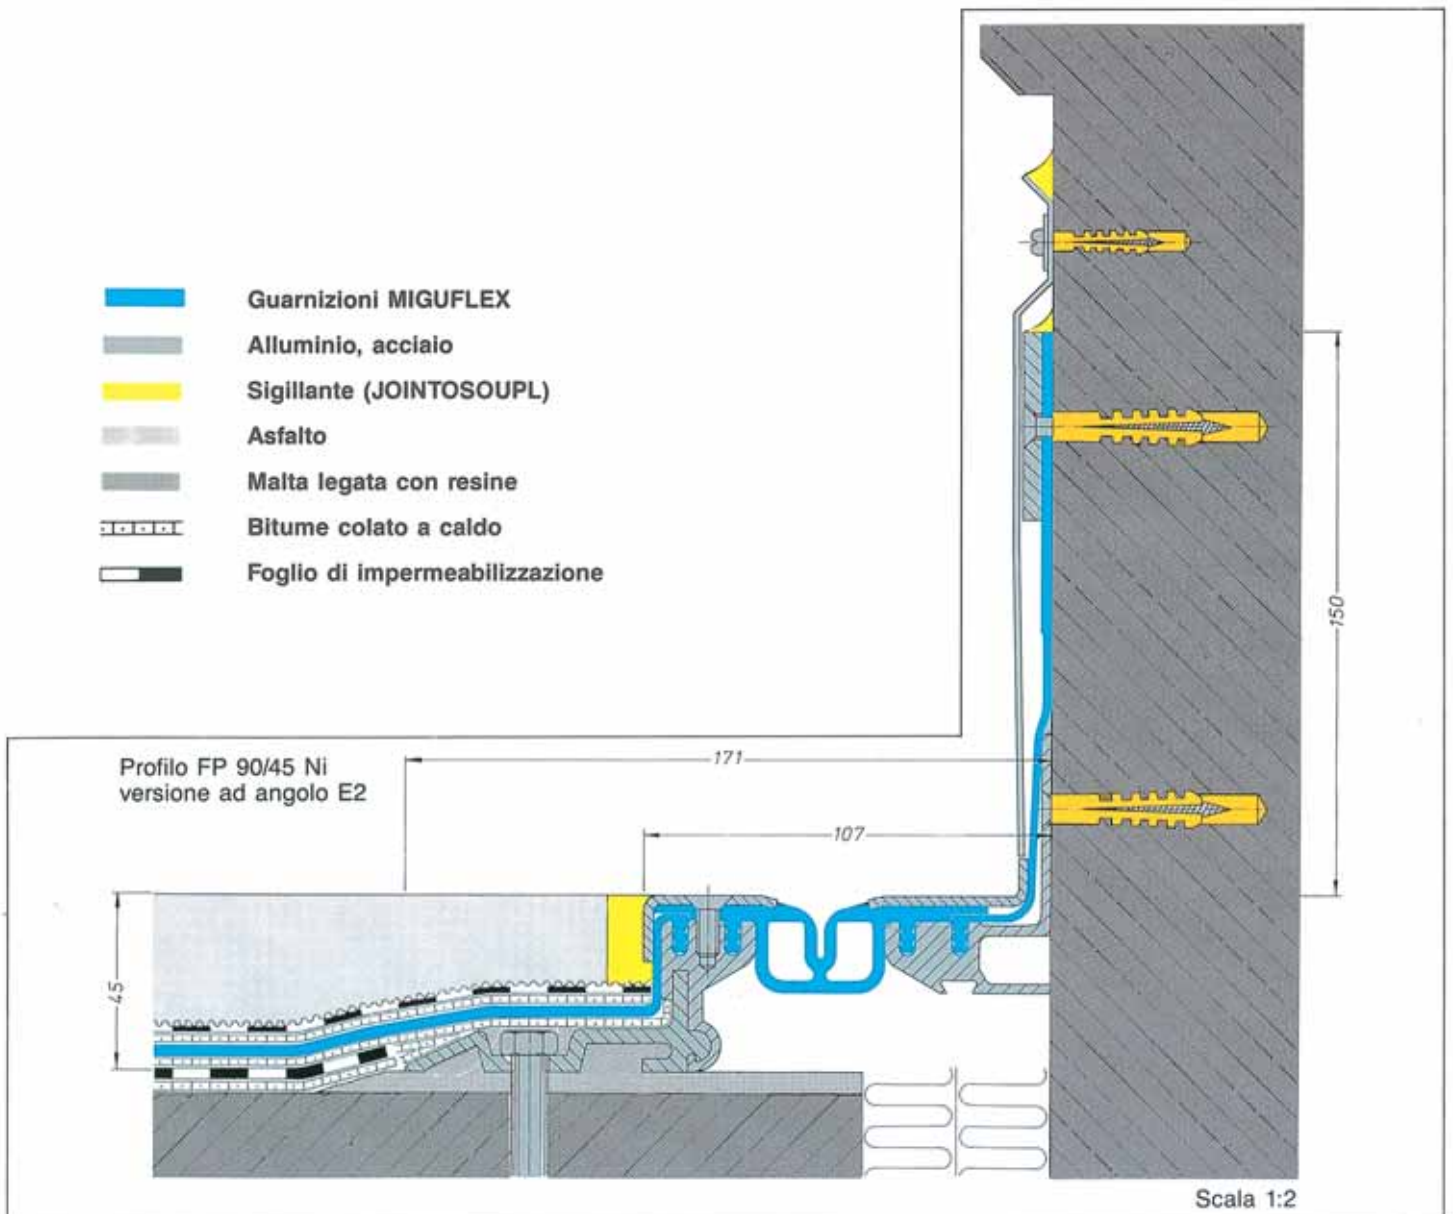 Guarnizioni MIGUFLEX
Alluminio, acciaio
Sigillante (JOINTOSOUPL)
Asfalto
Malta legata con resine
Bitume colato a caldo
Foglio di impermeabilizzazione
Profilo FP 90/45 Ni
versione ad angolo E2
171
107
150
45
Scala 1:2